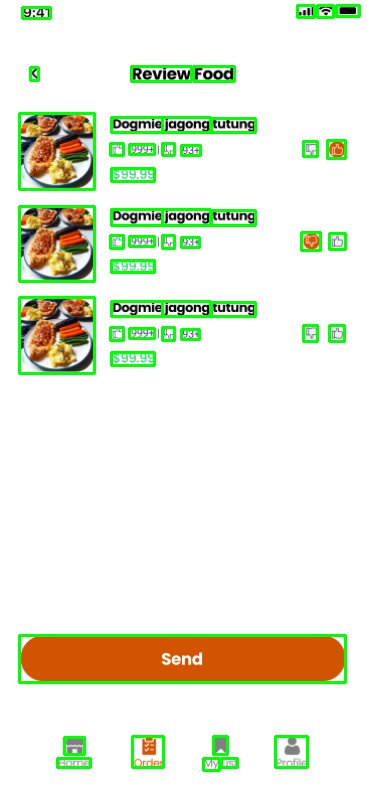 9:41
Review Food
Dogmie jagong tutung
999+ | 93+
$99.99
Dogmie jagong tutung
999+ | 93+
$99.99
Dogmie jagong tutung
999+ | 93+
$99.99
Send
Home Order My List Profile